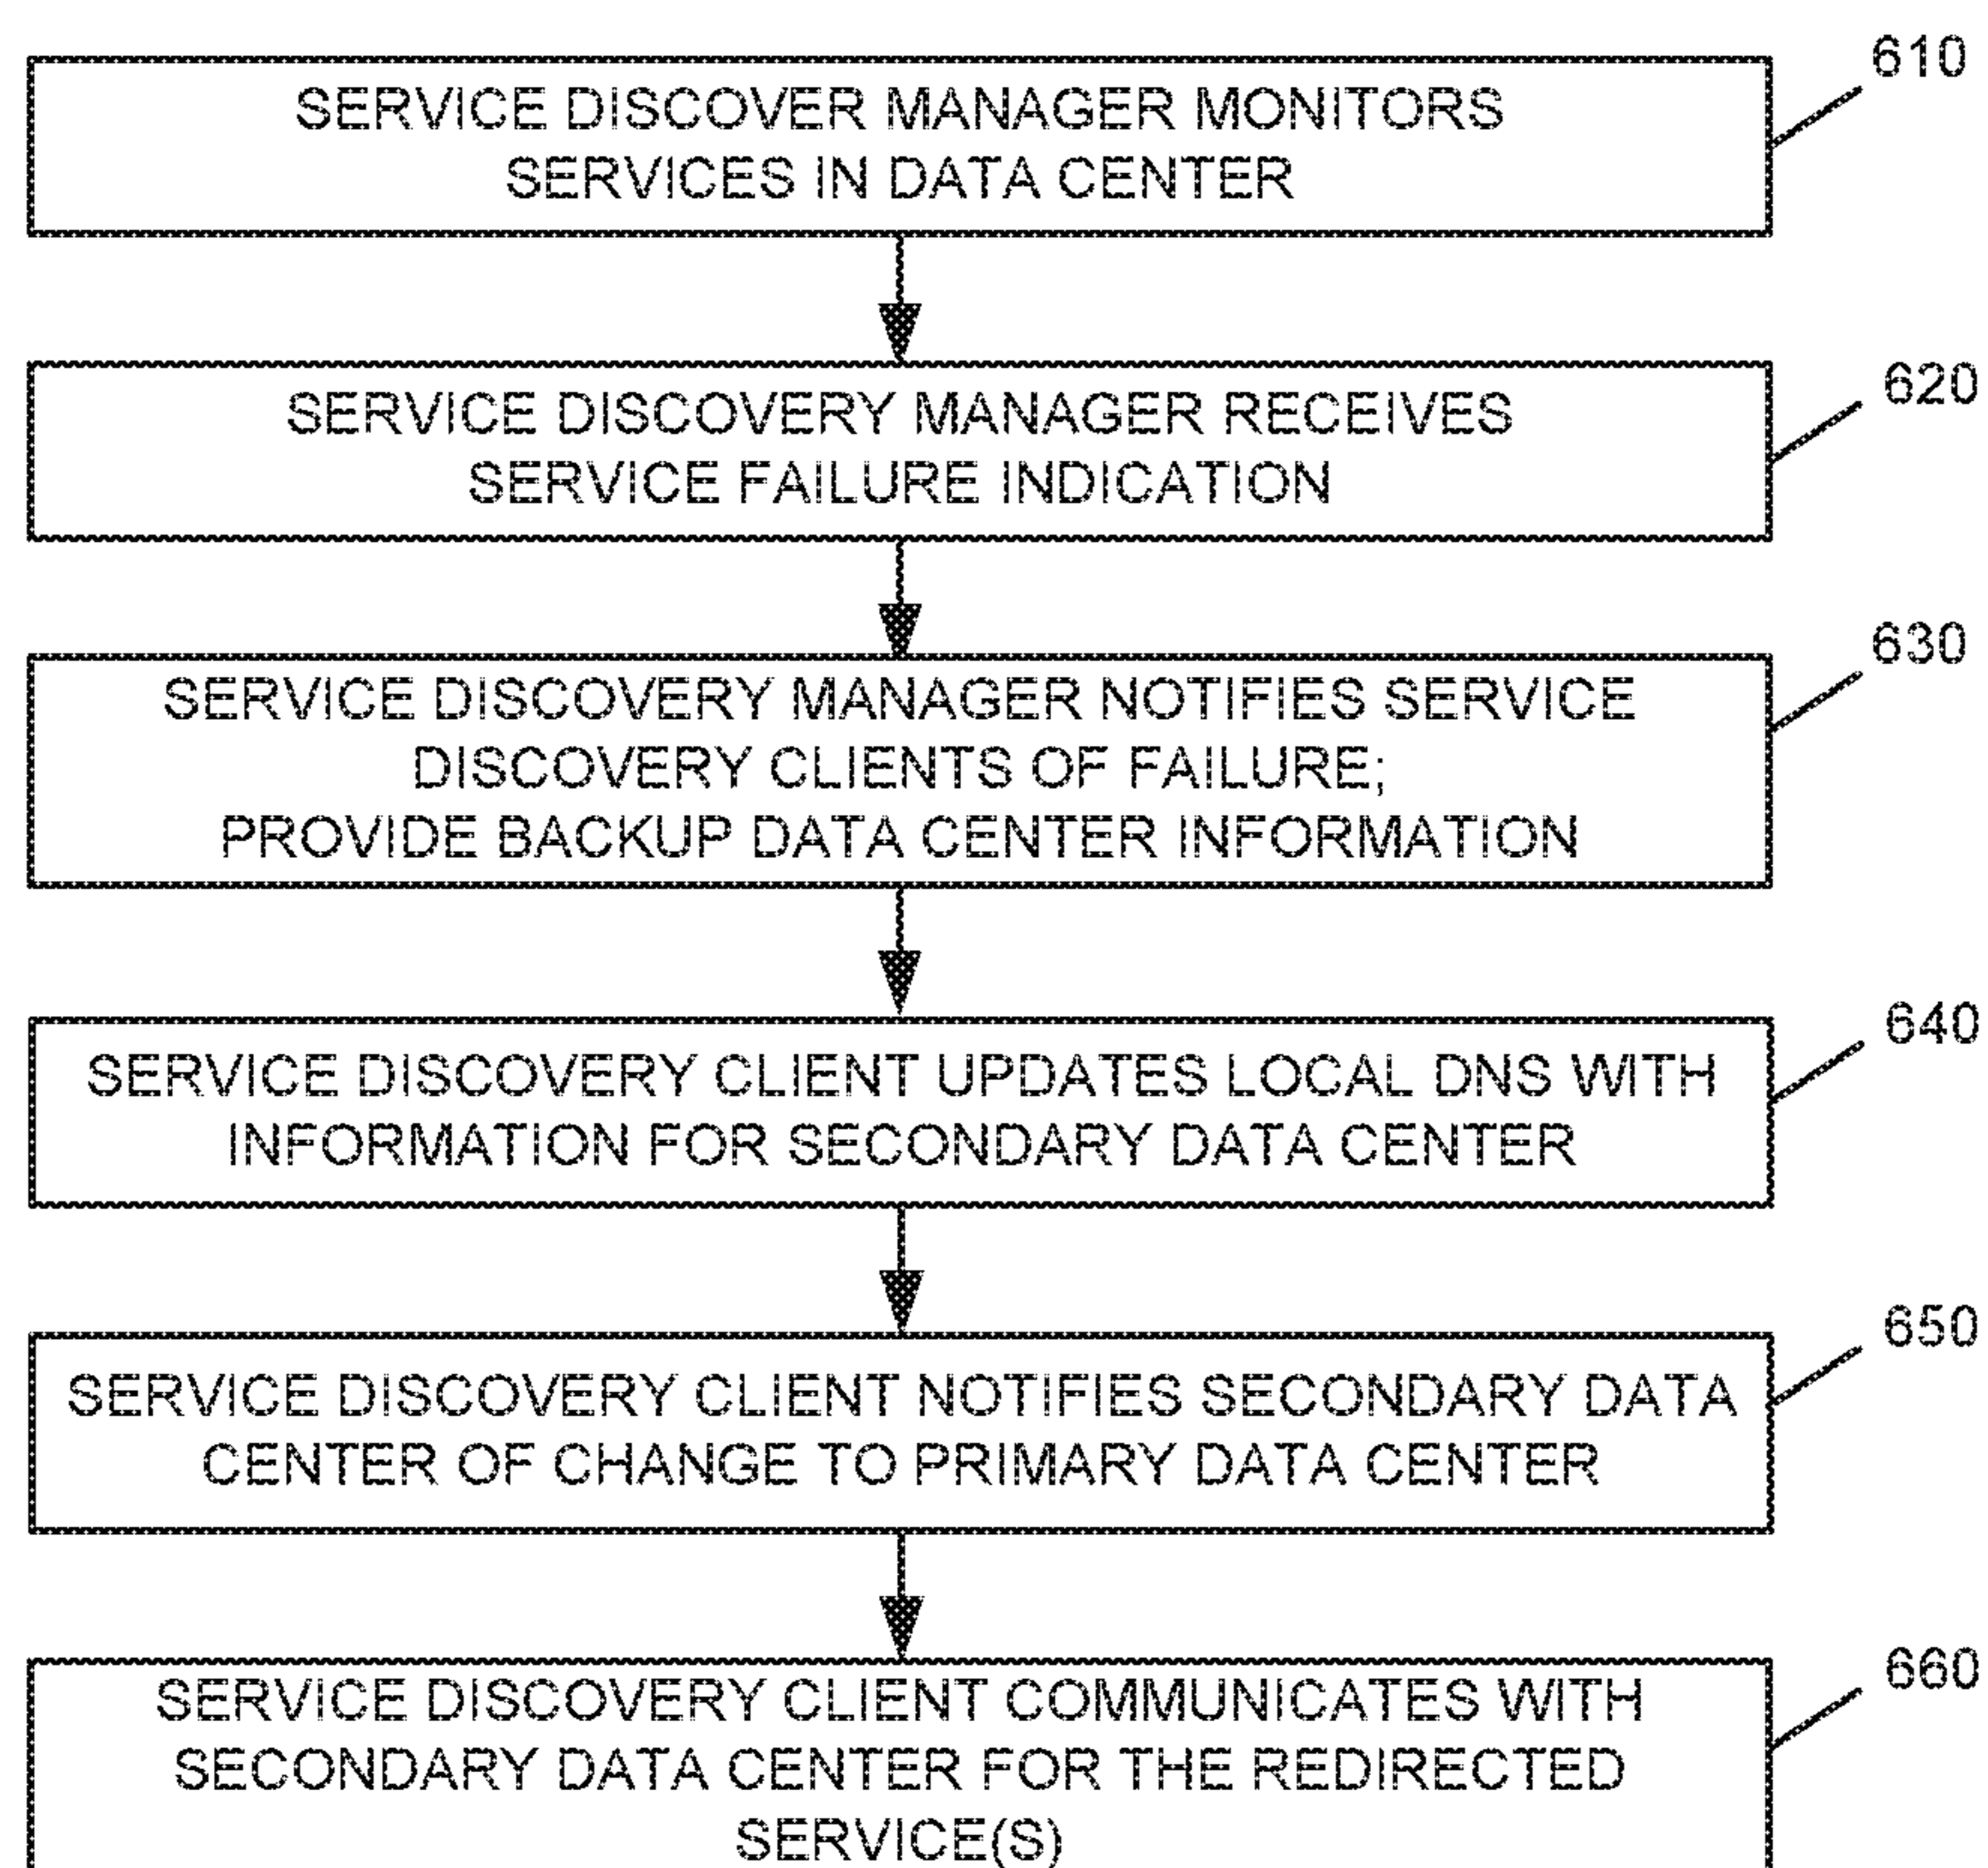 610
SERVICE DISCOVER MANAGER MONITORS
SERVICES IN DATA CENTER
620
SERVICE DISCOVERY MANAGER RECEIVES
SERVICE FAILURE INDICATION
630
SERVICE DISCOVERY MANAGER NOTIFIES SERVICE
DISCOVERY CLIENTS OF FAILURE;
PROVIDE BACKUP DATA CENTER INFORMATION
640
SERVICE DISCOVERY CLIENT UPDATES LOCAL DNS WITH
INFORMATION FOR SECONDARY DATA CENTER
650
SERVICE DISCOVERY CLIENT NOTIFIES SECONDARY DATA
CENTER OF CHANGE TO PRIMARY DATA CENTER
660
SERVICE DISCOVERY CLIENT COMMUNICATES WITH
SECONDARY DATA CENTER FOR THE REDIRECTED
SERVICE(S)